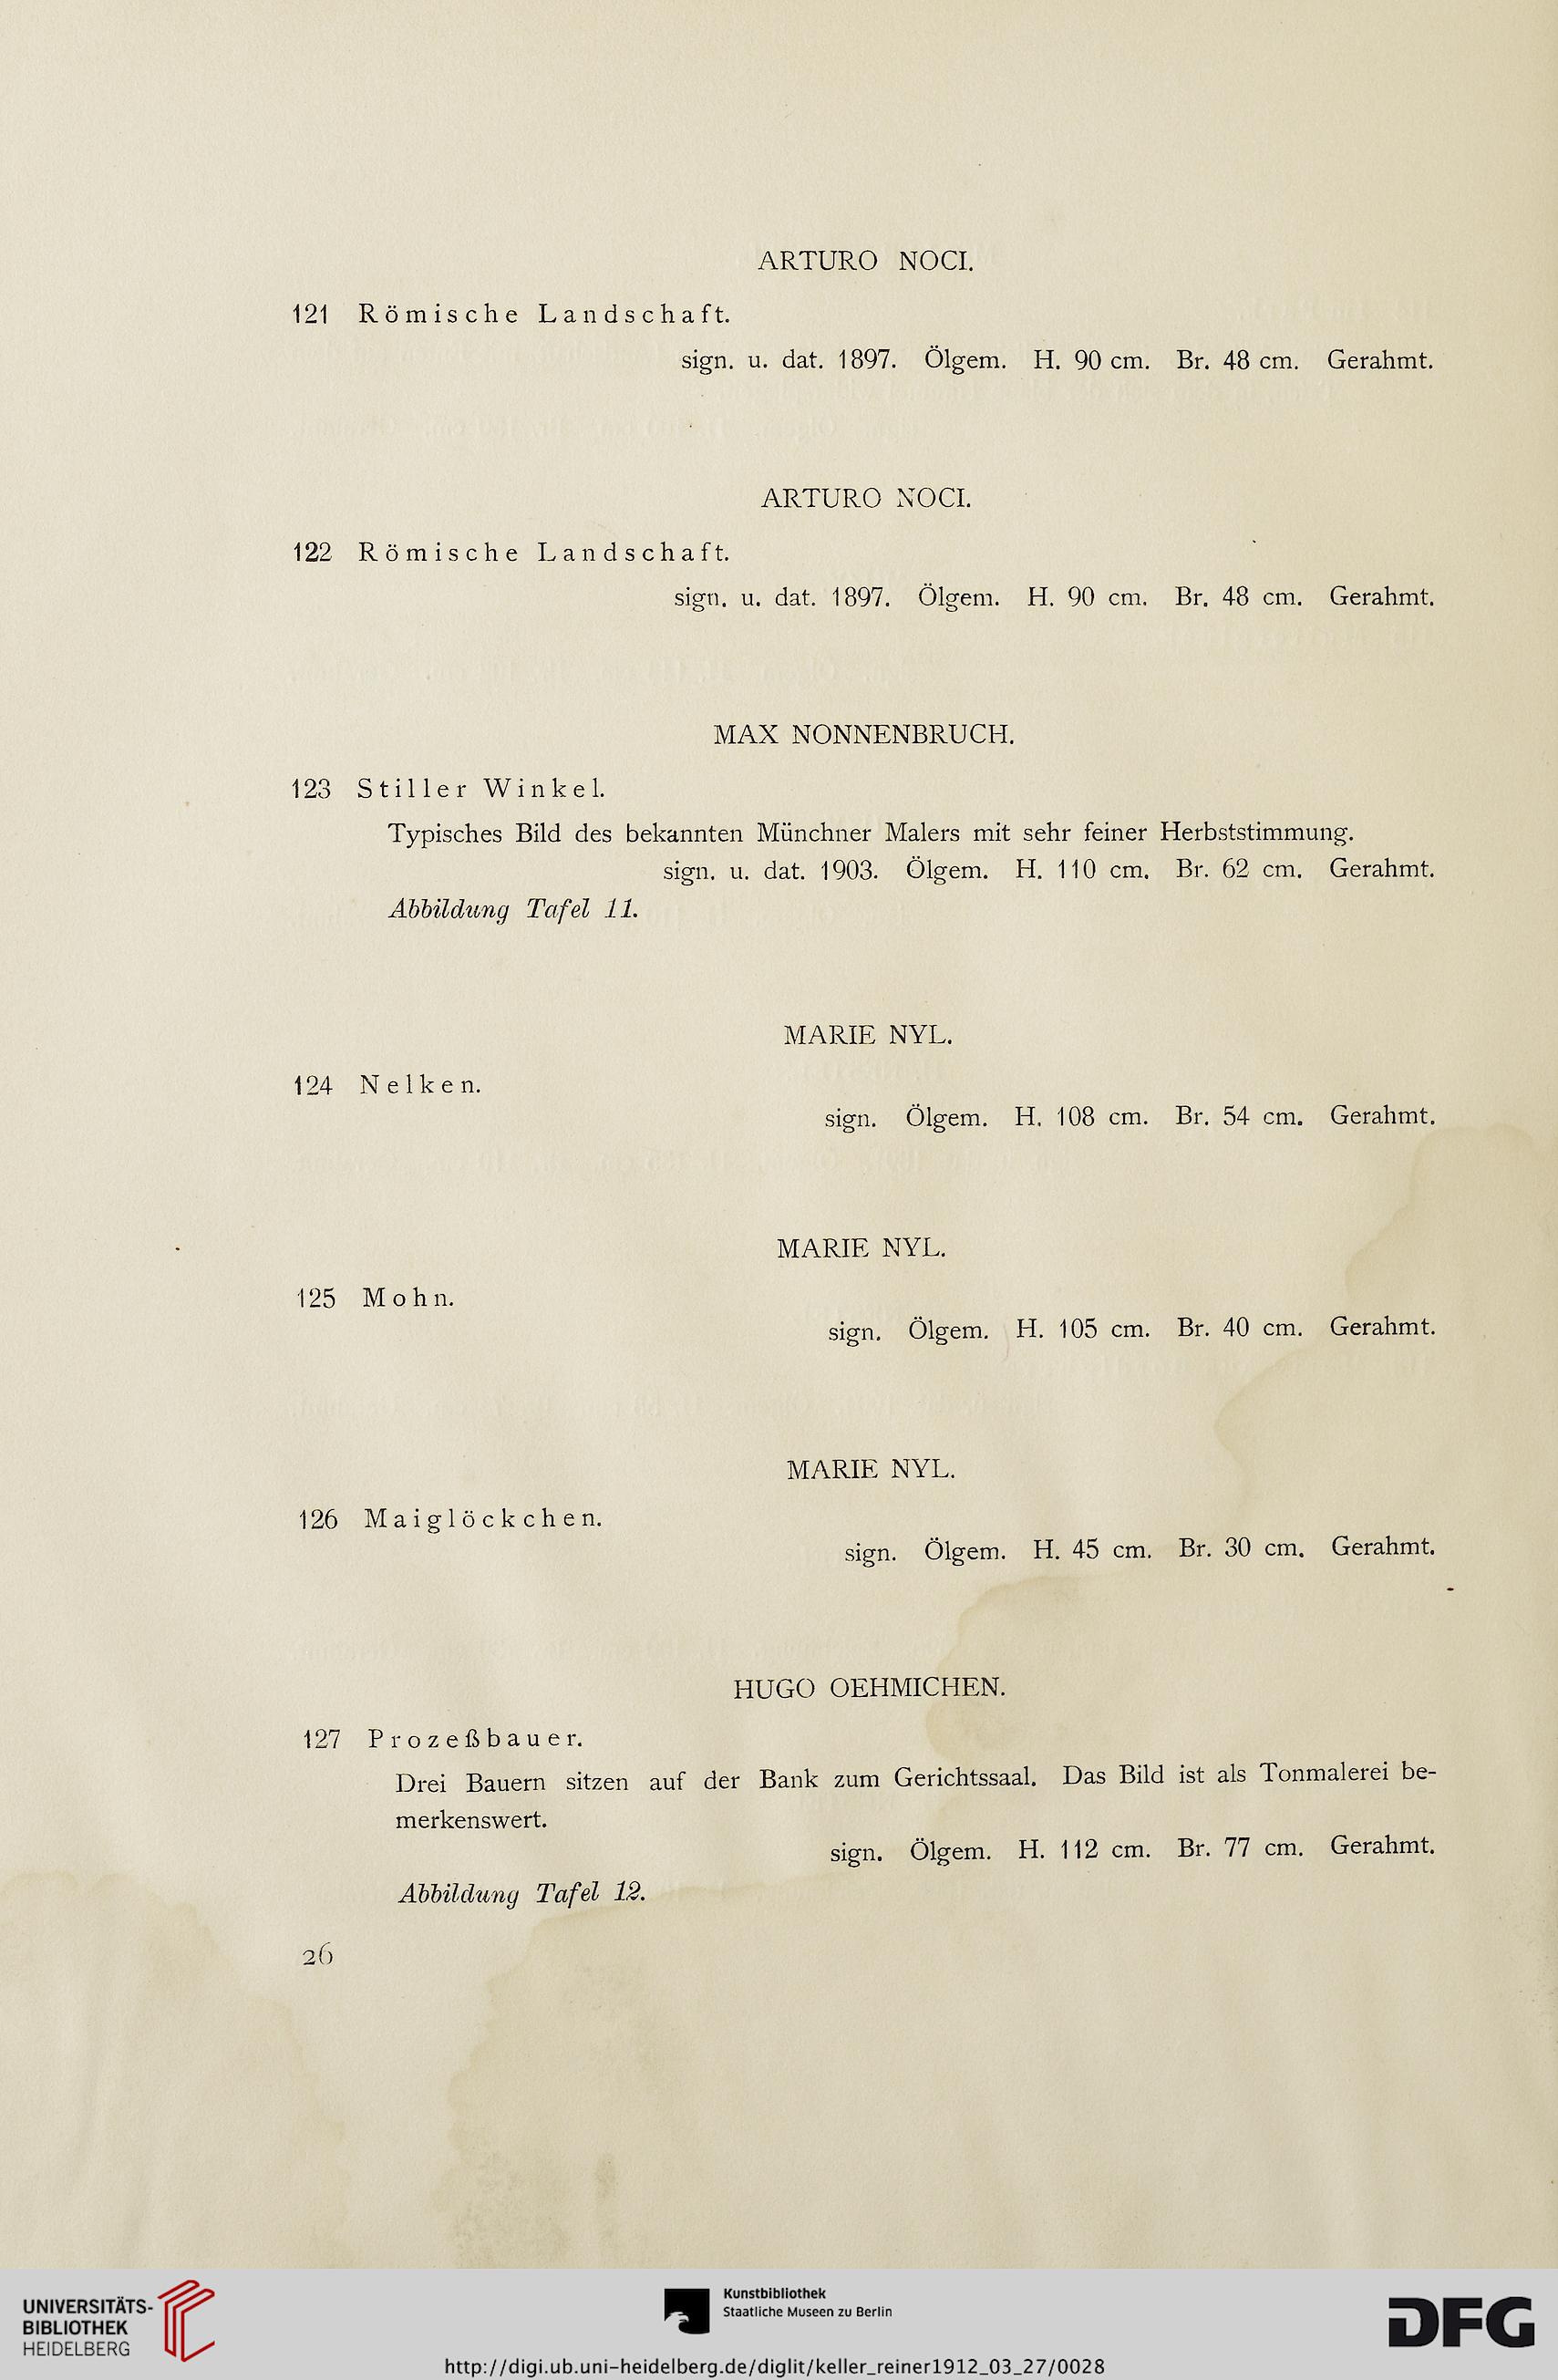 ARTURO NOCI.
121 Römische Landschaft.
sign. u. dat. 1897. Ölgem. H. 90 cm. Br. 48 cm. Gerahmt.
ARTURO NOCI.
122 Römische Landschaft.
sign. u. dat. 1897. Ölgem. H. 90 cm. Br. 48 cm. Gerahmt.
MAX NONNENBRUCH.
123 Stiller Winkel.
Typisches Bild des bekannten Münchner Malers mit sehr feiner Herbststimmung.
sign. u. dat. 1903. Ölgem. H. 110 cm. Br. 62 cm. Gerahmt.
Abbildung Tafel 11.
MARIE NYL.
124 Nelken.
sign. Ölgem. H. 108 cm. Br. 54 cm. Gerahmt.
MARIE NYL.
125 Mohn.
sign. Ölgem. H. 105 cm. Br. 40 cm. Gerahmt.
MARIE NYL.
126 Maiglöckchen.
sign. Ölgem. H. 45 cm. Br. 30 cm. Gerahmt.
HUGO OEHMICHEN.
127 Prozeßbauer.
Drei Bauern sitzen auf der Bank zum Gerichtssaal. Das Bild ist als Tonmalerei be-
merkenswert.
sign. Ölgem. H. 112 cm. Br. 77 cm. Gerahmt.
Abbildung Tafel 12.
26
UNIVERSITÄTS-
BIBLIOTHEK
HEIDELBERG
Kunstbibliothek
Staatliche Museen zu Berlin
DFG
http://digi.ub.uni-heidelberg.de/diglit/keller_reiner1912_03_27/0028